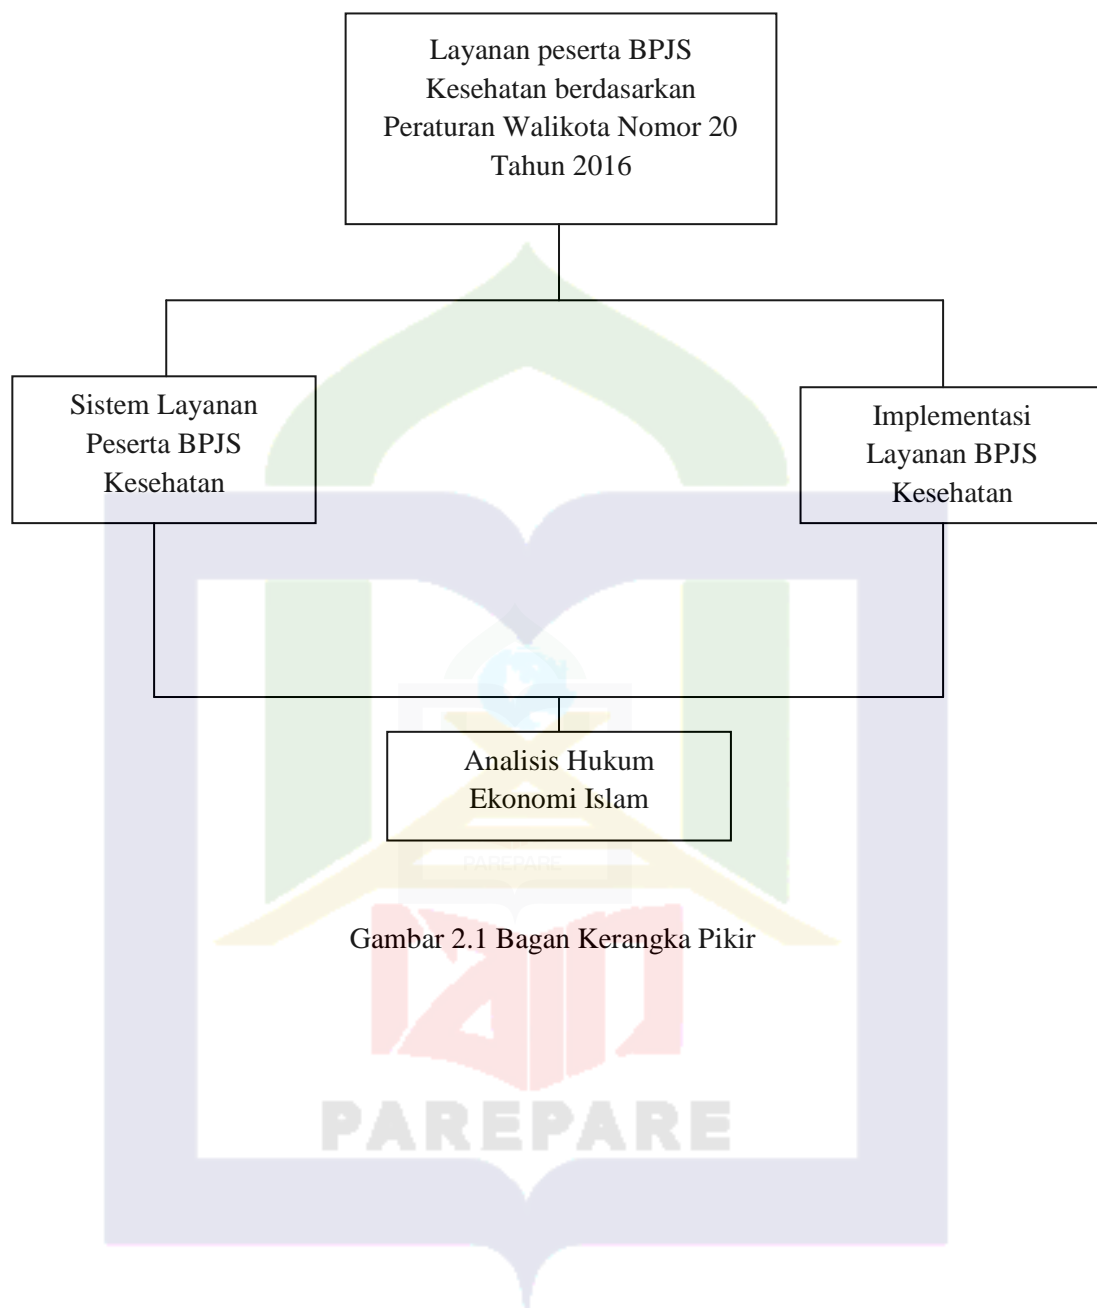 Layanan peserta BPJS
Kesehatan berdasarkan
Peraturan Walikota Nomor 20
Tahun 2016
Sistem Layanan
Peserta BPJS
Kesehatan
Implementasi
Layanan BPJS
Kesehatan
Analisis Hukum
Ekonomi Islam
PAREPARE
Gambar 2.1 Bagan Kerangka Pikir
PAREPARE